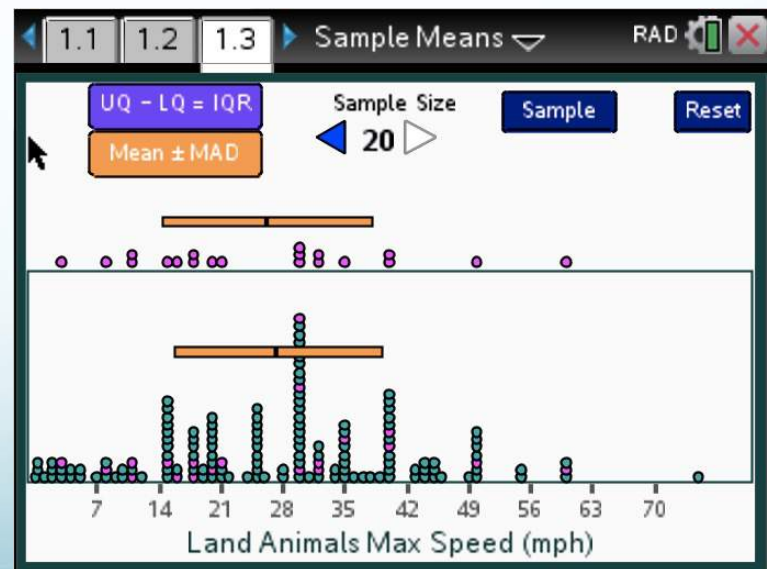 1.1 1.2 1.3 Sample Means RAD
UQ - LQ = IQR
Mean ± MAD
Sample Size
20
Sample
Reset
7 14 21 28 35 42 49 56 63 70
Land Animals Max Speed (mph)